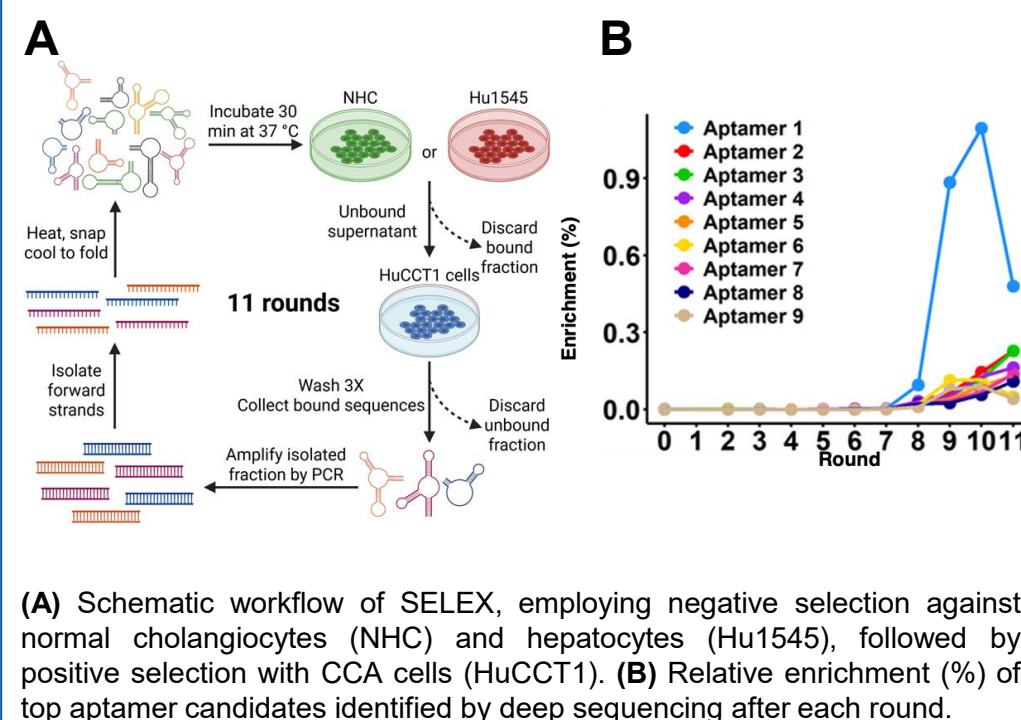 A
Incubate 30
min at 37 °C
NHC
or
Hu1545
Unbound
supernatant
Discard
bound
fraction
HuCCT1 cells
Wash 3X
Collect bound sequences
Discard
unbound
fraction
Amplify isolated
fraction by PCR
Isolate
forward
strands
Heat, snap
cool to fold
11 rounds
B
Enrichment (%)
0.9
0.6
0.3
0.0
Aptamer 1
Aptamer 2
Aptamer 3
Aptamer 4
Aptamer 5
Aptamer 6
Aptamer 7
Aptamer 8
Aptamer 9
0 1 2 3 4 5 6 7 8 9 10 11
Round
(A) Schematic workflow of SELEX, employing negative selection against
normal cholangiocytes (NHC) and hepatocytes (Hu1545), followed by
positive selection with CCA cells (HuCCT1). (B) Relative enrichment (%) of
top aptamer candidates identified by deep sequencing after each round.